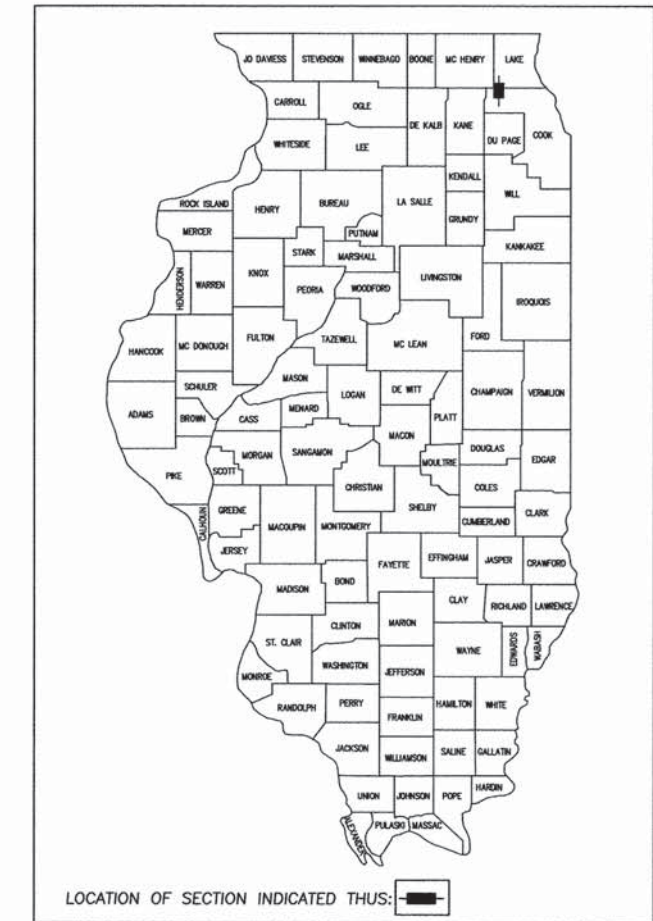 JO DAVIESS
STEVENSON
WINNEBAGO
BOONE
MC HENRY
LAKE
CARROLL
OGLE
DE KALB
KANE
COOK
DU PAGE
WHITESIDE
LEE
KENDALL
WILL
ROCK ISLAND
HENRY
BUREAU
LA SALLE
GRUNDY
MERCER
PUTNAM
KANKAKEE
STARK
MARSHALL
HENDERSON
WARREN
KNOX
PEORIA
WOODFORD
LIVINGSTON
IROQUOIS
HANCOOK
MC DONOUGH
FULTON
TAZEWELL
MC LEAN
FORD
SCHULER
MASON
LOGAN
DE WITT
CHAMPAIGN
VERMILION
ADAMS
BROWN
CASS
MENARD
PLATT
MACON
PIKE
SCOTT
MORGAN
SANGAMON
MOULTRIE
DOUGLAS
EDGAR
CHRISTIAN
COLES
CALHOUN
GREENE
MACOUPIN
MONTGOMERY
SHELBY
CUMBERLAND
CLARK
JERSEY
FAYETTE
EFFINGHAM
JASPER
CRAWFORD
MADISON
BOND
CLAY
RICHLAND
LAWRENCE
CLINTON
MARION
ST. CLAIR
WAYNE
EDWARDS
WABASH
WASHINGTON
MONROE
JEFFERSON
RANDOLPH
PERRY
HAMILTON
WHITE
FRANKLIN
JACKSON
WILLIAMSON
SALINE
GALLATIN
UNION
JOHNSON
POPE
HARDIN
ALEXANDER
PULASKI
MASSAC
LOCATION OF SECTION INDICATED THUS: